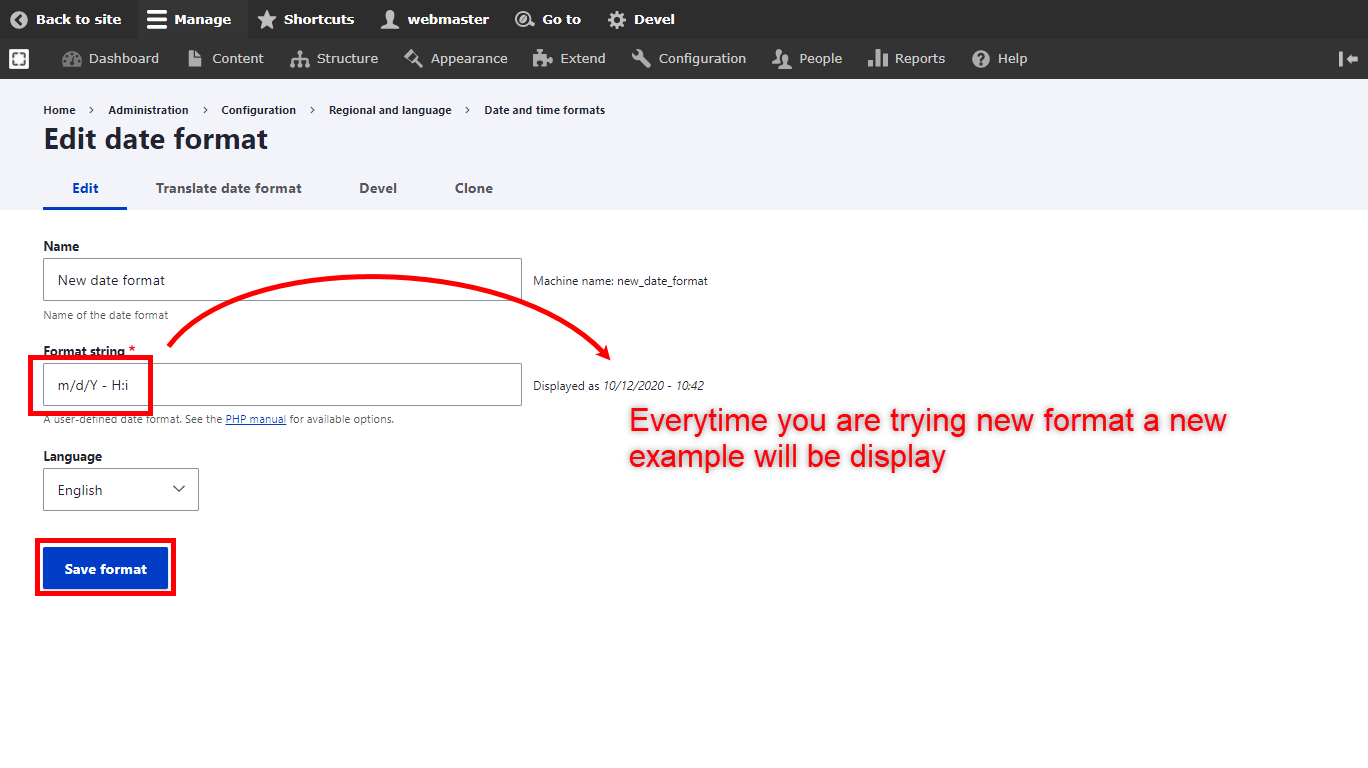 Back to site Manage Shortcuts webmaster Go to Devel
Dashboard Content Structure Appearance Extend Configuration People Reports Help
Home > Administration > Configuration > Regional and language > Date and time formats
Edit date format
Edit Translate date format Devel Clone
Name
New date format Machine name: new_date_format
Name of the date format
Format string *
m/d/Y - H:i Displayed as 10/12/2020 - 10:42
A user-defined date format. See the PHP manual for available options.
Everytime you are trying new format a new
example will be display
Language
English
Save format